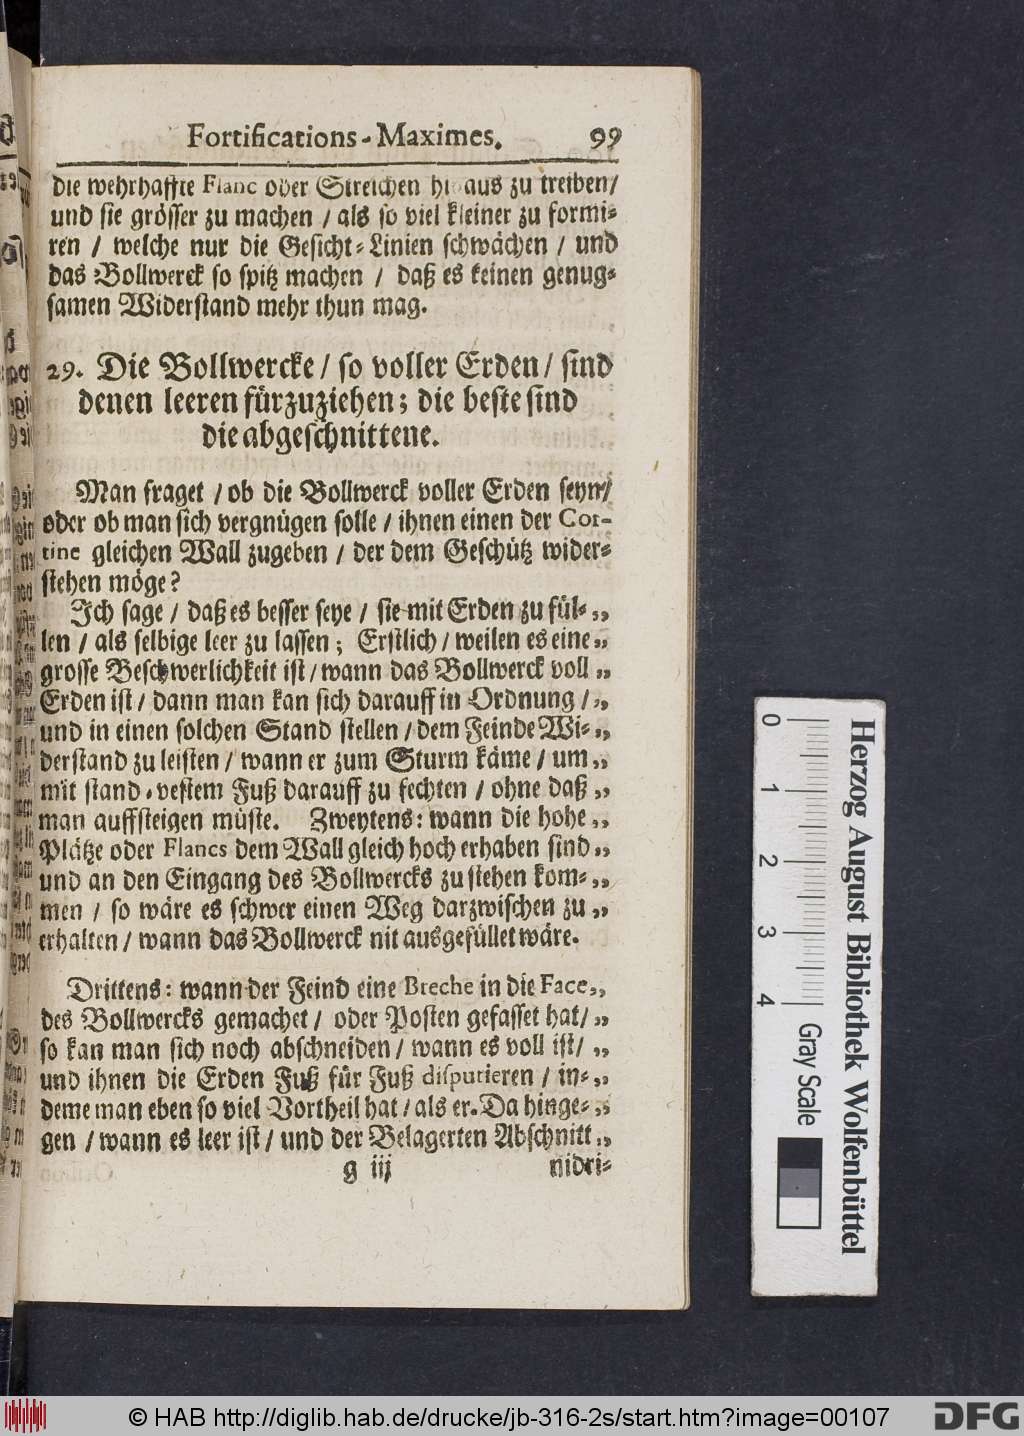 Fortifications-Maximes. 99
die wehrhaffte Flanc oder Streichen hinaus zu treiben/
und sie grösser zu machen / als so viel kleiner zu formi-
ren / welche nur die Gesicht-Linien schwächen / und
das Bollwerck so spitz machen / daß es keinen genug-
samen Widerstand mehr thun mag.
29. Die Bollwercke / so voller Erden / sind
denen leeren fürzuziehen; die beste sind
die abgeschnittene.
Man fraget / ob die Bollwerck voller Erden seyn/
oder ob man sich vergnügen solle / ihnen einen der Cor-
tine gleichen Wall zugeben / der dem Geschütz wider-
stehen möge?
Ich sage / daß es besser seye / sie mit Erden zu fül-„
len / als selbige leer zu lassen; Erstlich / weilen es eine„
grosse Beschwerlichkeit ist / wann das Bollwerck voll„
Erden ist / dann man kan sich darauff in Ordnung /„
und in einen solchen Stand stellen / dem Feinde Wi-„
derstand zu leisten / wann er zum Sturm käme / um„
mit stand-vestem Fuß darauff zu fechten / ohne daß„
man auffsteigen müste. Zweytens: wann die hohe„
Plätze oder Flancs dem Wall gleich hoch erhaben sind„
und an den Eingang des Bollwercks zu stehen kom-„
men / so wäre es schwer einen Weg darzwischen zu„
erhalten / wann das Bollwerck nit ausgefüllet wäre.
Drittens: wann der Feind eine Breche in die Face„
des Bollwercks gemachet / oder Posten gefasset hat/„
so kan man sich noch abschneiden / wann es voll ist/„
und ihnen die Erden Fuß für Fuß disputieren / in-„
deme man eben so viel Vortheil hat / als er. Da hinge-„
gen / wann es leer ist / und der Belagerten Abschnitt„
g iij nidri-
0 1 2 3 4 Gray Scale
Herzog August Bibliothek Wolfenbüttel
© HAB http://diglib.hab.de/drucke/jb-316-2s/start.htm?image=00107
DFG